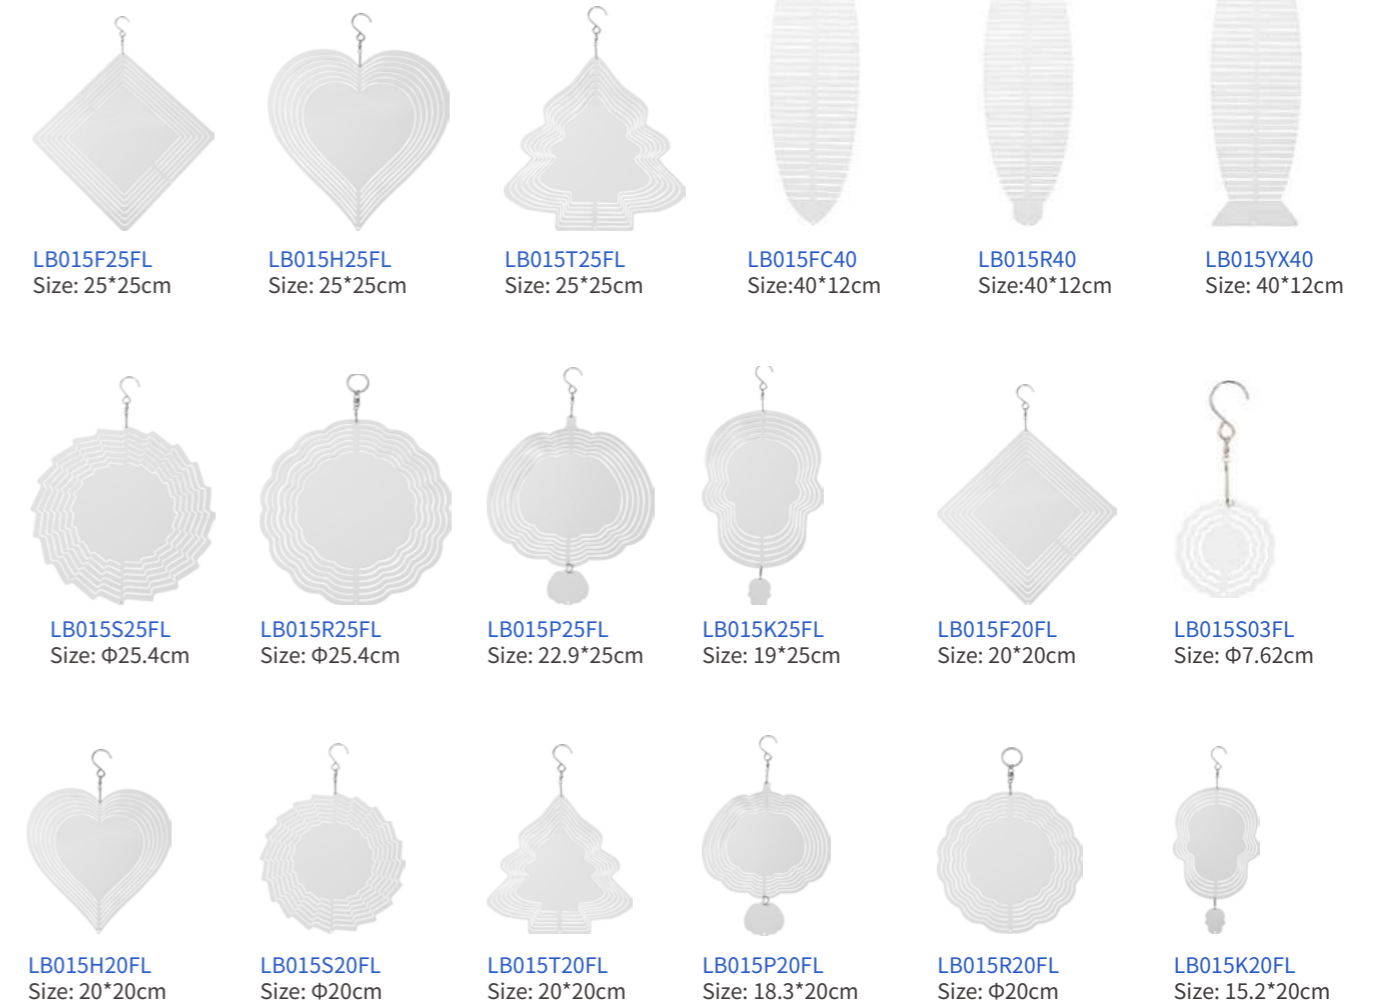 LB015F25FL
Size: 25*25cm
LB015H25FL
Size: 25*25cm
LB015T25FL
Size: 25*25cm
LB015FC40
Size:40*12cm
LB015R40
Size:40*12cm
LB015YX40
Size: 40*12cm
LB015S25FL
Size: Φ25.4cm
LB015R25FL
Size: Φ25.4cm
LB015P25FL
Size: 22.9*25cm
LB015K25FL
Size: 19*25cm
LB015F20FL
Size: 20*20cm
LB015S03FL
Size: Φ7.62cm
LB015H20FL
Size: 20*20cm
LB015S20FL
Size: Φ20cm
LB015T20FL
Size: 20*20cm
LB015P20FL
Size: 18.3*20cm
LB015R20FL
Size: Φ20cm
LB015K20FL
Size: 15.2*20cm